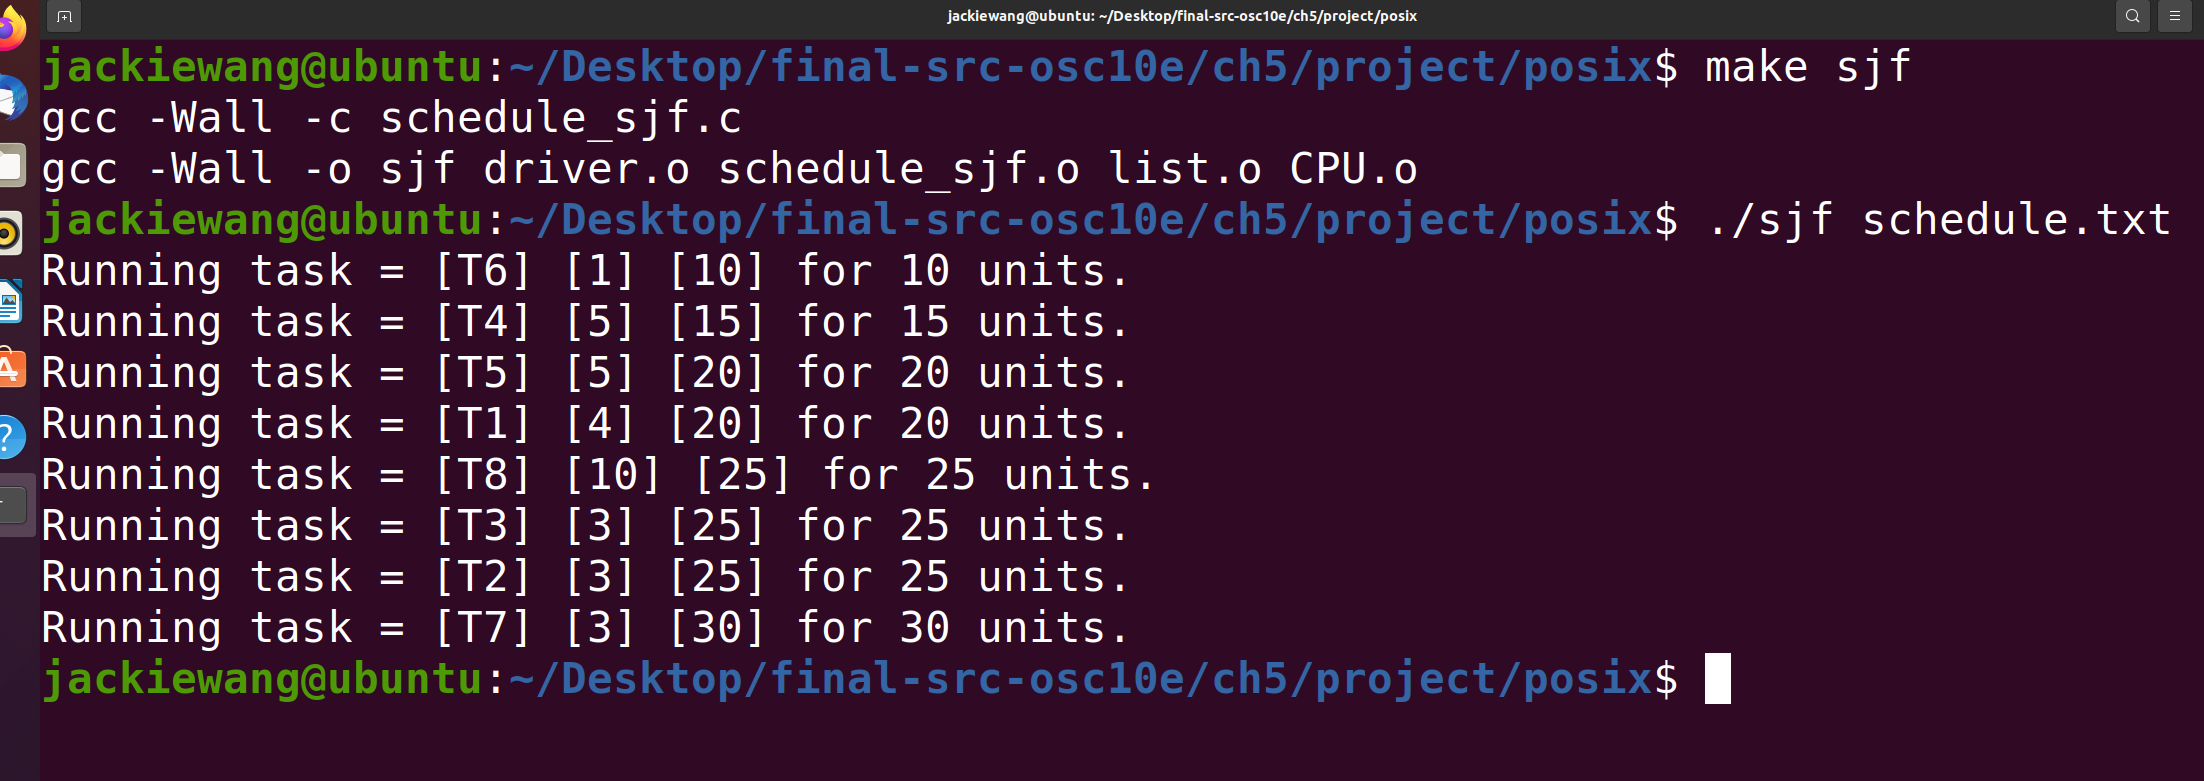 jackiewang@ubuntu: ~/Desktop/final-src-osc10e/ch5/project/posix
jackiewang@ubuntu:~/Desktop/final-src-osc10e/ch5/project/posix$ make sjf
gcc -Wall -c schedule_sjf.c
gcc -Wall -o sjf driver.o schedule_sjf.o list.o CPU.o
jackiewang@ubuntu:~/Desktop/final-src-osc10e/ch5/project/posix$ ./sjf schedule.txt
Running task = [T6] [1] [10] for 10 units.
Running task = [T4] [5] [15] for 15 units.
Running task = [T5] [5] [20] for 20 units.
Running task = [T1] [4] [20] for 20 units.
Running task = [T8] [10] [25] for 25 units.
Running task = [T3] [3] [25] for 25 units.
Running task = [T2] [3] [25] for 25 units.
Running task = [T7] [3] [30] for 30 units.
jackiewang@ubuntu:~/Desktop/final-src-osc10e/ch5/project/posix$